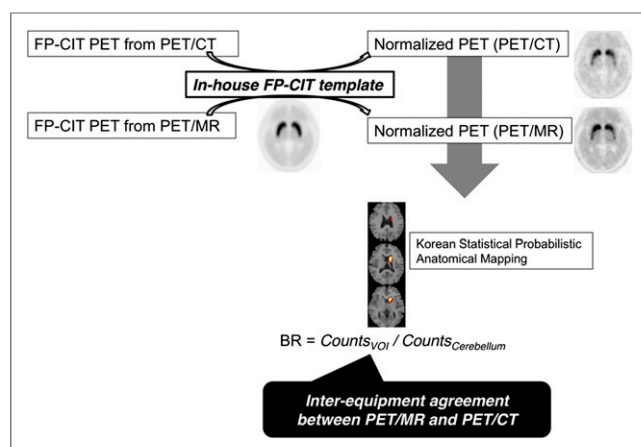 FP-CIT PET from PET/CT
Normalized PET (PET/CT)
In-house FP-CIT template
FP-CIT PET from PET/MR
Normalized PET (PET/MR)
Korean Statistical Probabilistic
Anatomical Mapping
BR = Counts_VOI / Counts_Cerebellum
Inter-equipment agreement
between PET/MR and PET/CT